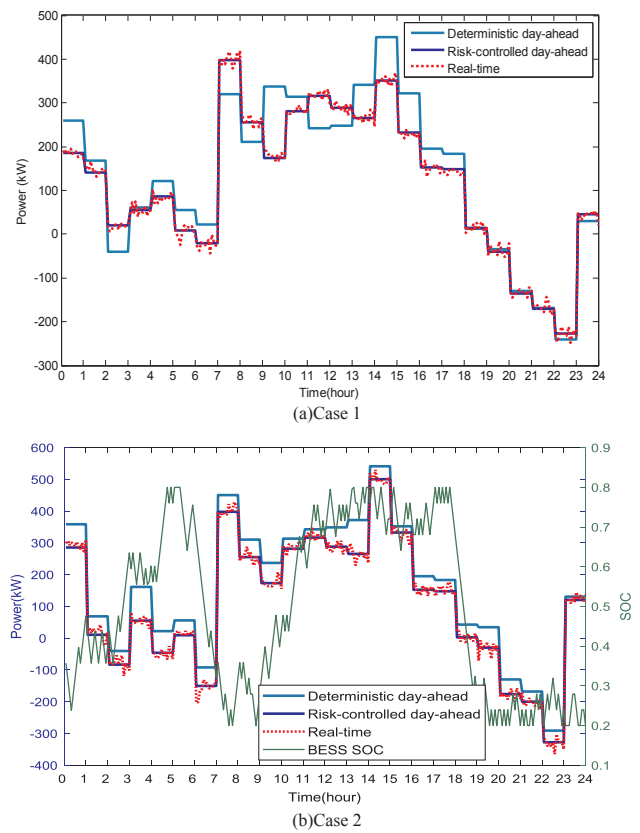 Deterministic day-ahead
Risk-controlled day-ahead
Real-time
Power (kW)
400
300
200
100
0
-100
-200
-300
0 1 2 3 4 5 6 7 8 9 10 11 12 13 14 15 16 17 18 19 20 21 22 23 24
Time(hour)
(a)Case 1
Power(kW)
600
500
400
300
200
100
0
-100
-200
-300
-400
0.9
0.8
0.7
0.6
0.5
0.4
0.3
0.2
0.1
SOC
Deterministic day-ahead
Risk-controlled day-ahead
Real-time
BESS SOC
0 1 2 3 4 5 6 7 8 9 10 11 12 13 14 15 16 17 18 19 20 21 22 23 24
Time(hour)
(b)Case 2